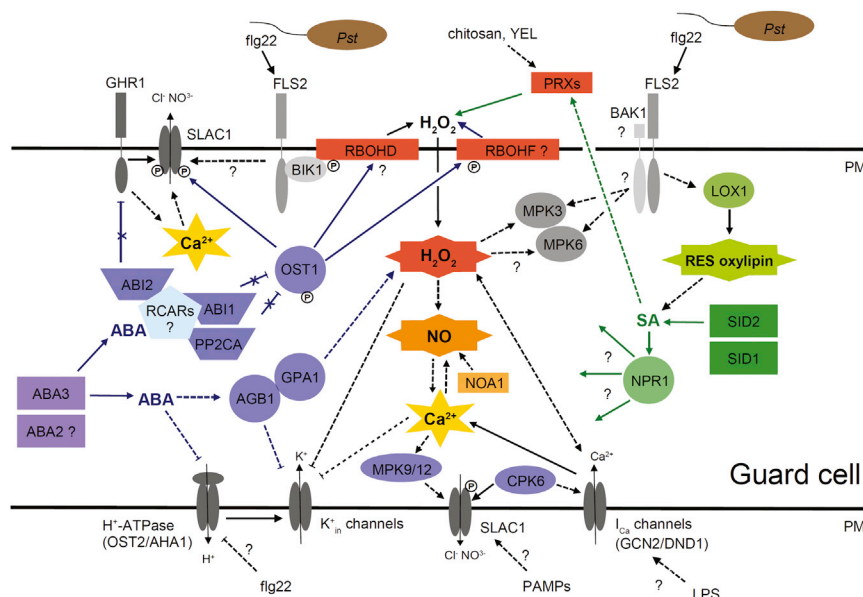 Pst
Pst
flg22
chitosan, YEL
flg22
GHR1
FLS2
PRXs
FLS2
Cl⁻ NO³⁻
BAK1
SLAC1
H₂O₂
?
RBOHD
RBOHF ?
PM
P
P
?
BIK1
P
?
P
MPK3
?
LOX1
Ca²⁺
MPK6
OST1
H₂O₂
?
RES oxylipin
ABI2
P
RCARs
?
ABI1
ABA
PP2CA
NO
SA
SID2
GPA1
?
SID1
ABA3
ABA
AGB1
NOA1
?
NPR1
ABA2 ?
Ca²⁺
?
K⁺
Ca²⁺
MPK9/12
CPK6
Guard cell
P
H⁺-ATPase
(OST2/AHA1)
K⁺in channels
SLAC1
ICa channels
(GCN2/DND1)
PM
H⁺
?
Cl⁻ NO³⁻
?
?
flg22
PAMPs
LPS